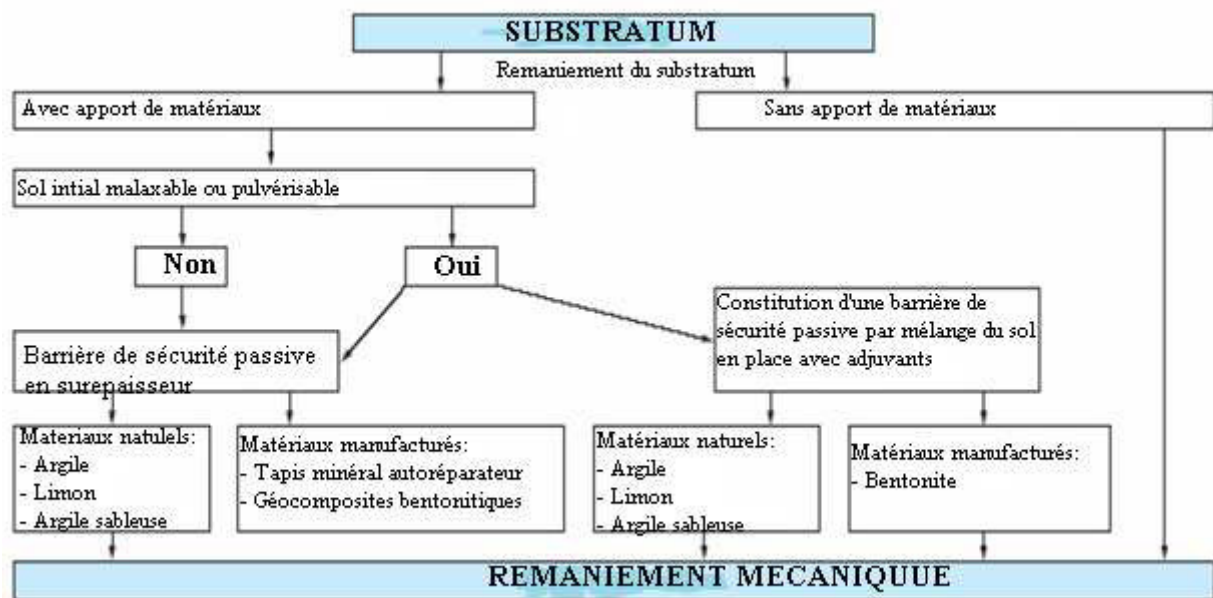 SUBSTRATUM
Remaniement du substratum
Avec apport de matériaux
Sans apport de matériaux
Sol intial malaxable ou pulvérisable
Non
Oui
Barrière de sécurité passive
en surepaisseur
Constitution d'une barrière de
sécurité passive par mélange du sol
en place avec adjuvants
Materiaux natulels:
- Argile
- Limon
- Argile sableuse
Matériaux manufacturés:
- Tapis minéral autoréparateur
- Géocomposites bentonitiques
Matériaux naturels:
- Argile
- Limon
- Argile sableuse
Matériaux manufacturés:
- Bentonite
REMANIEMENT MECANIQUUE